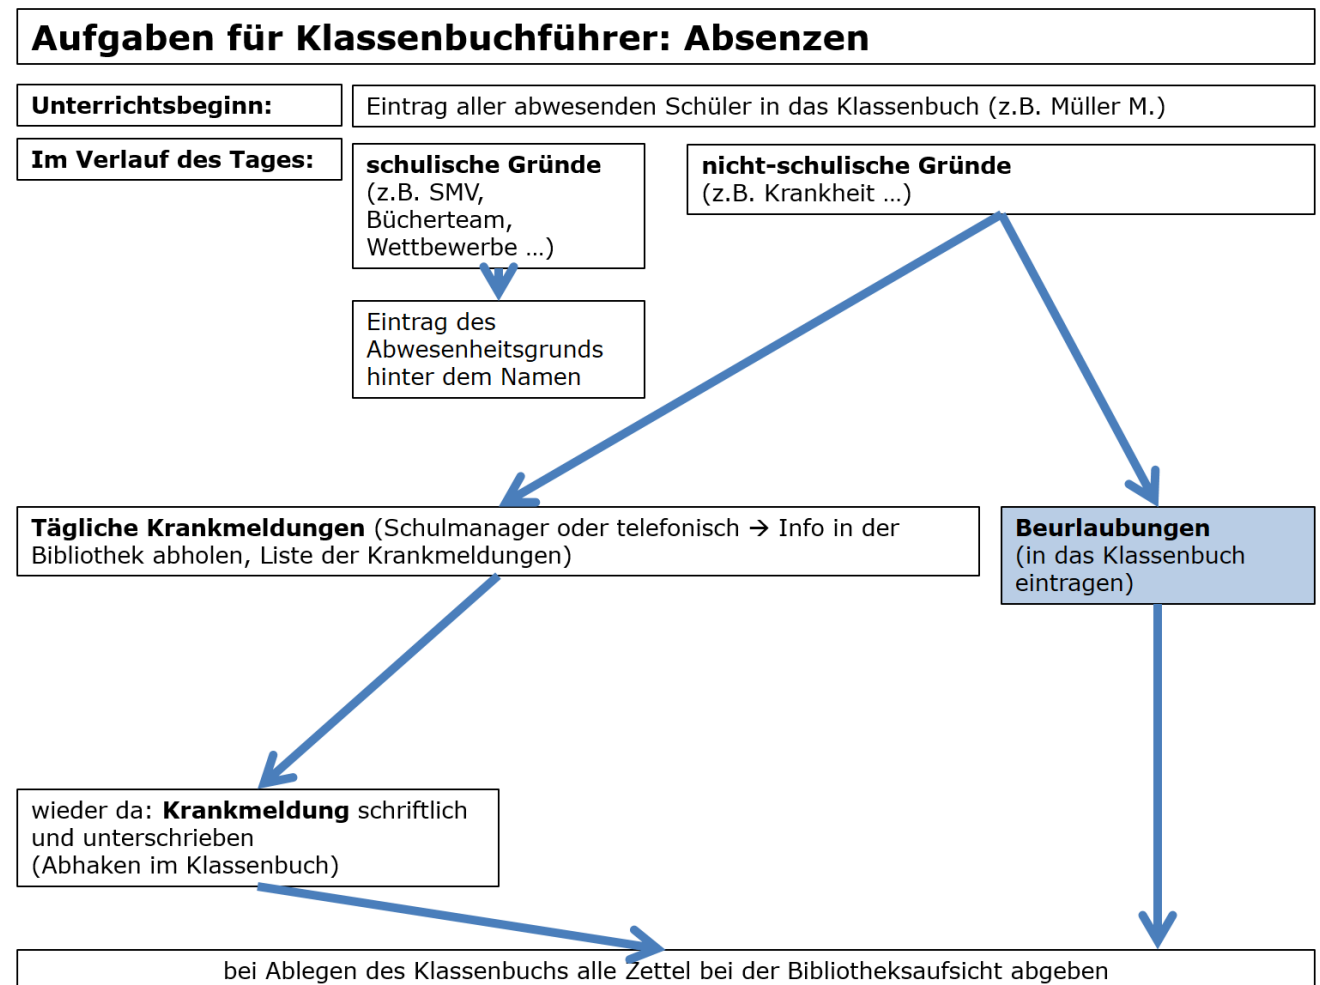 Aufgaben für Klassenbuchführer: Absenzen
Unterrichtsbeginn:
Eintrag aller abwesenden Schüler in das Klassenbuch (z.B. Müller M.)
Im Verlauf des Tages:
schulische Gründe
(z.B. SMV,
Bücherteam,
Wettbewerbe …)
nicht-schulische Gründe
(z.B. Krankheit …)
Eintrag des
Abwesenheitsgrunds
hinter dem Namen
Tägliche Krankmeldungen (Schulmanager oder telefonisch → Info in der
Bibliothek abholen, Liste der Krankmeldungen)
Beurlaubungen
(in das Klassenbuch
eintragen)
wieder da: Krankmeldung schriftlich
und unterschrieben
(Abhaken im Klassenbuch)
bei Ablegen des Klassenbuchs alle Zettel bei der Bibliotheksaufsicht abgeben